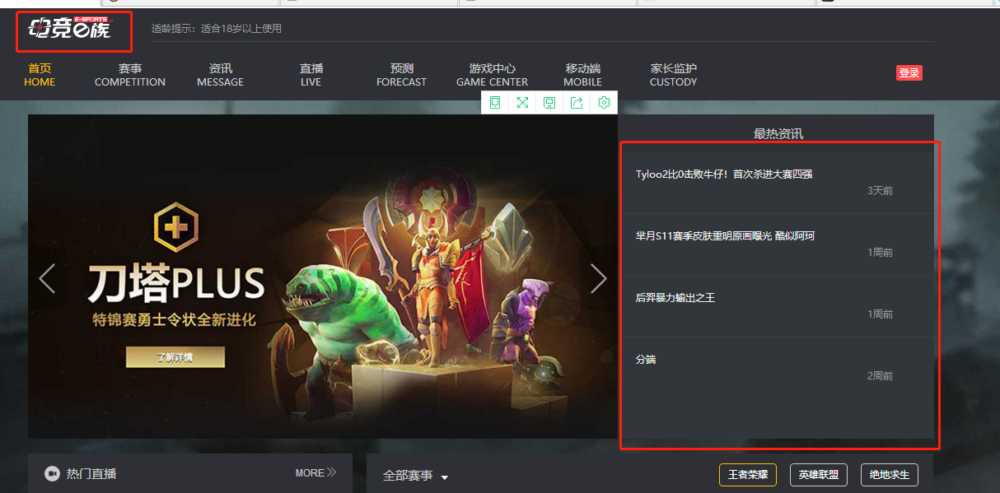 电竞e族
E-SPORTS
适龄提示：适合18岁以上使用
首页 赛事 资讯 直播 预测 游戏中心 移动端 家长监护
HOME COMPETITION MESSAGE LIVE FORECAST GAME CENTER MOBILE CUSTODY
登录
刀塔PLUS
特锦赛勇士令状全新进化
了解详情
最热资讯
Tyloo2比0击败牛仔！首次杀进大赛四强
3天前
芈月S11赛季皮肤重明原画曝光 酷似阿珂
1周前
后羿暴力输出之王
1周前
分端
2周前
热门直播 MORE
全部赛事 王者荣耀 英雄联盟 绝地求生